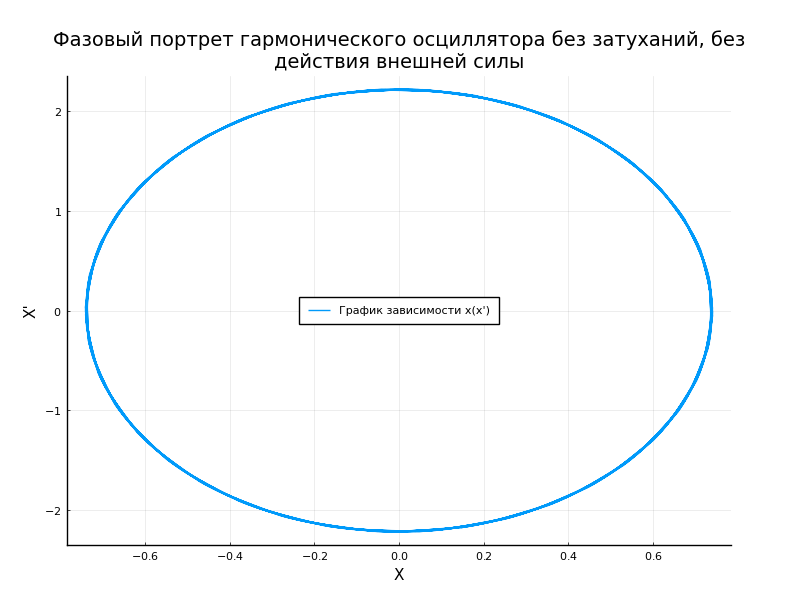 Фазовый портрет гармонического осциллятора без затуханий, без
действия внешней силы
2
1
X'
0
График зависимости x(x')
−1
−2
−0.6
−0.4
−0.2
0.0
0.2
0.4
0.6
X